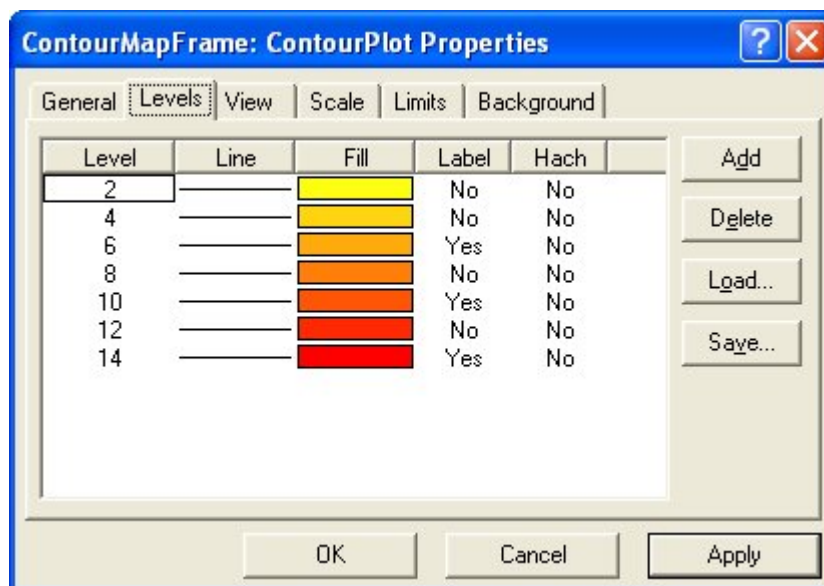 ContourMapFrame: ContourPlot Properties
?
General Levels View Scale Limits Background
Level Line Fill Label Hach
2 No No
4 No No
6 Yes No
8 No No
10 Yes No
12 No No
14 Yes No
Add
Delete
Load...
Save...
OK Cancel Apply